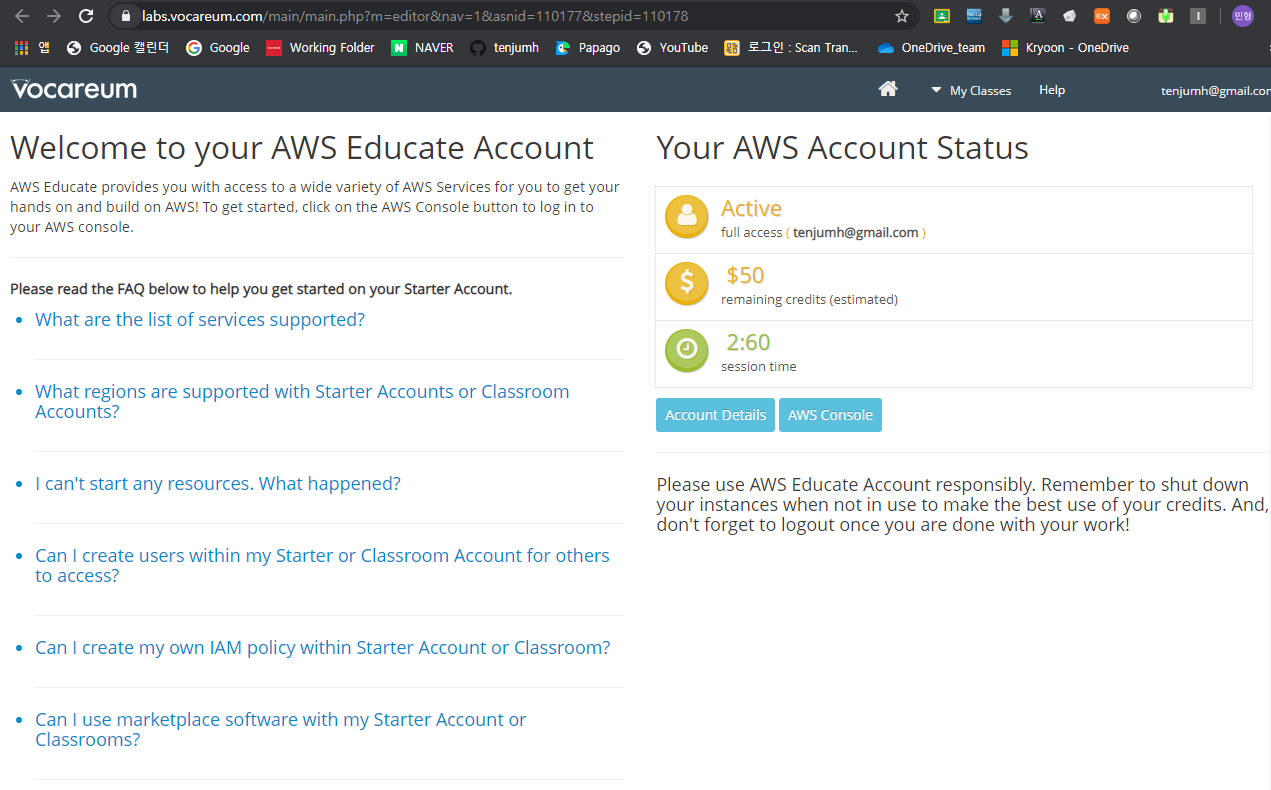 labs.vocareum.com/main/main.php?m=editor&nav=1&asnid=110177&stepid=110178
민형
앱 Google 캘린더 Google Working Folder NAVER tenjumh Papago YouTube 로그인 : Scan Tran... OneDrive_team Kryoon - OneDrive
vocareum My Classes Help tenjumh@gmail.cor
Welcome to your AWS Educate Account
AWS Educate provides you with access to a wide variety of AWS Services for you to get your
hands on and build on AWS! To get started, click on the AWS Console button to log in to
your AWS console.
Please read the FAQ below to help you get started on your Starter Account.
What are the list of services supported?
What regions are supported with Starter Accounts or Classroom
Accounts?
I can't start any resources. What happened?
Can I create users within my Starter or Classroom Account for others
to access?
Can I create my own IAM policy within Starter Account or Classroom?
Can I use marketplace software with my Starter Account or
Classrooms?
Your AWS Account Status
Active
full access ( tenjumh@gmail.com )
$50
remaining credits (estimated)
2:60
session time
Account Details AWS Console
Please use AWS Educate Account responsibly. Remember to shut down
your instances when not in use to make the best use of your credits. And,
don't forget to logout once you are done with your work!